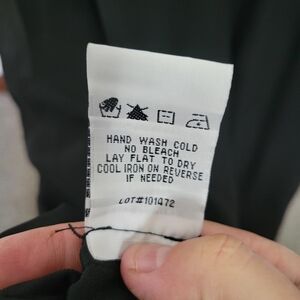 HAND WASH COLD
NO BLEACH
LAY FLAT TO DRY
COOL IRON ON REVERSE
IF NEEDED
LOT#101472